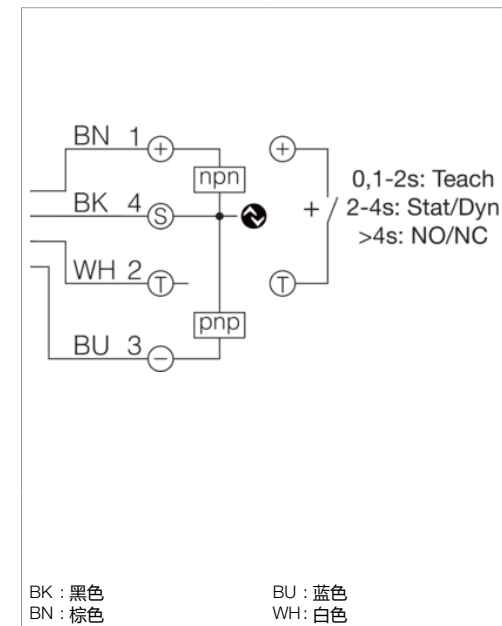 BN 1 +
npn
BK 4 S
WH 2 T
pnp
BU 3 −
+
+ 0,1-2s: Teach
2-4s: Stat/Dyn
>4s: NO/NC
T
BK : 黑色
BN : 棕色
BU : 蓝色
WH : 白色